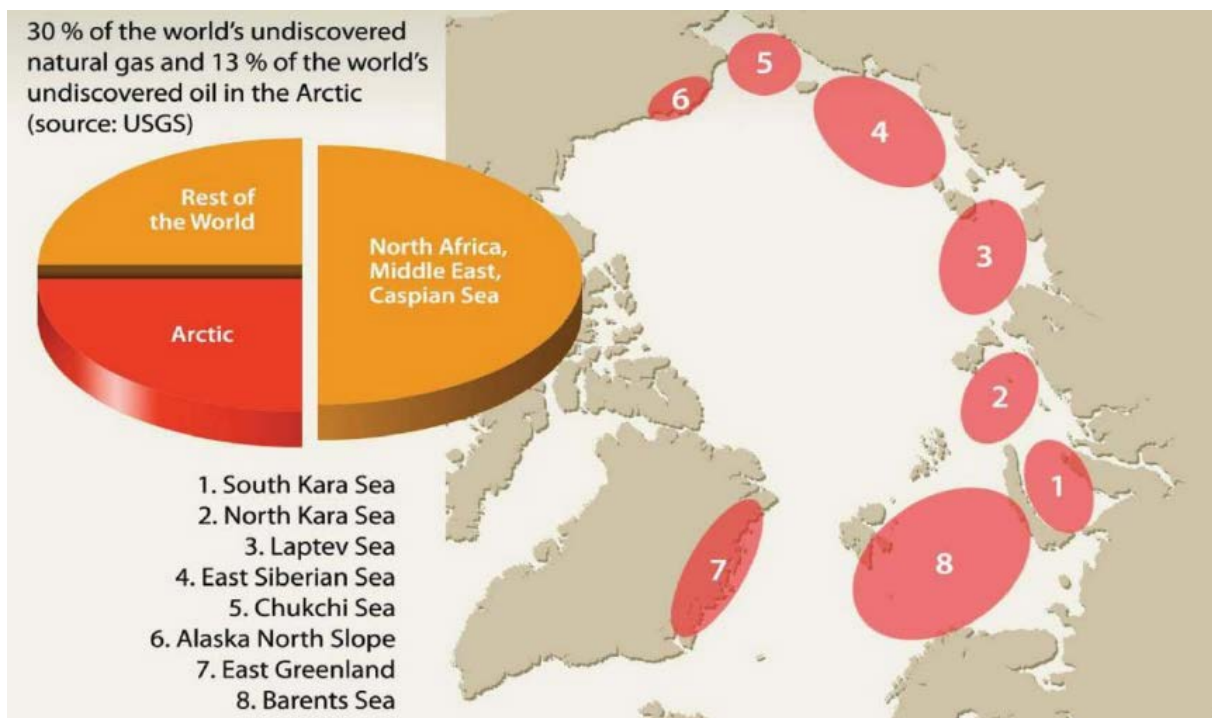 30 % of the world's undiscovered
natural gas and 13 % of the world's
undiscovered oil in the Arctic
(source: USGS)
Rest of
the World
North Africa,
Middle East,
Caspian Sea
Arctic
1. South Kara Sea
2. North Kara Sea
3. Laptev Sea
4. East Siberian Sea
5. Chukchi Sea
6. Alaska North Slope
7. East Greenland
8. Barents Sea
5
6
4
3
2
1
8
7